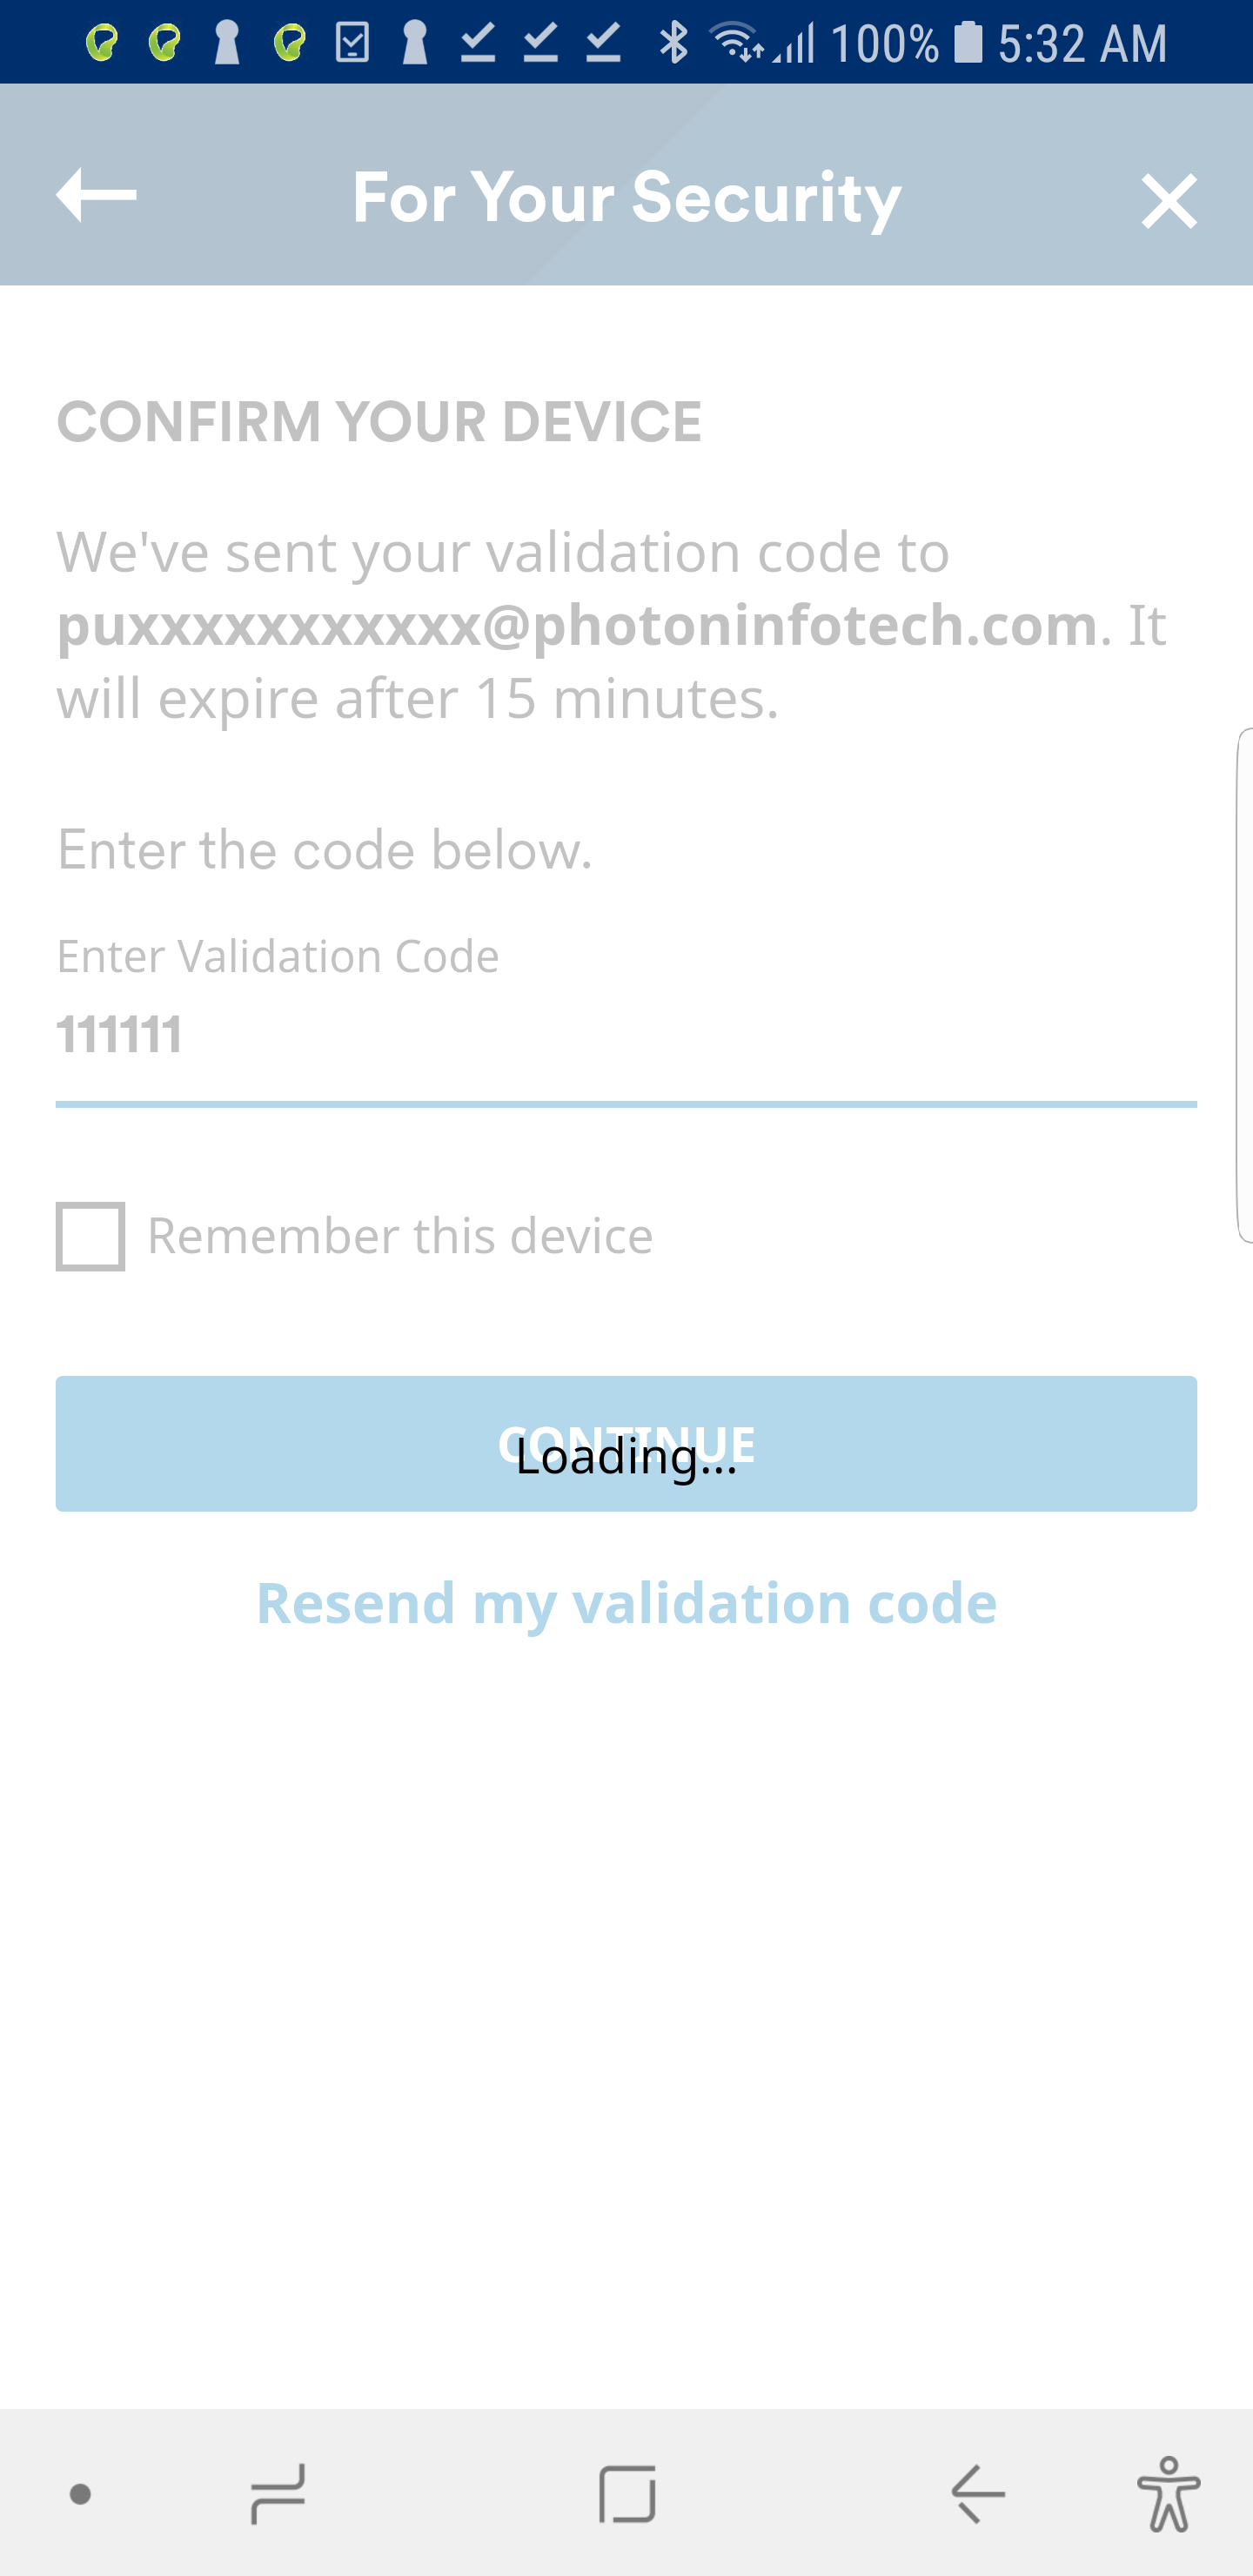 100% 5:32 AM
For Your Security
CONFIRM YOUR DEVICE
We've sent your validation code to
puxxxxxxxxxxx@photoninfotech.com. It
will expire after 15 minutes.
Enter the code below.
Enter Validation Code
111111
Remember this device
CONTINUE
Loading...
Resend my validation code